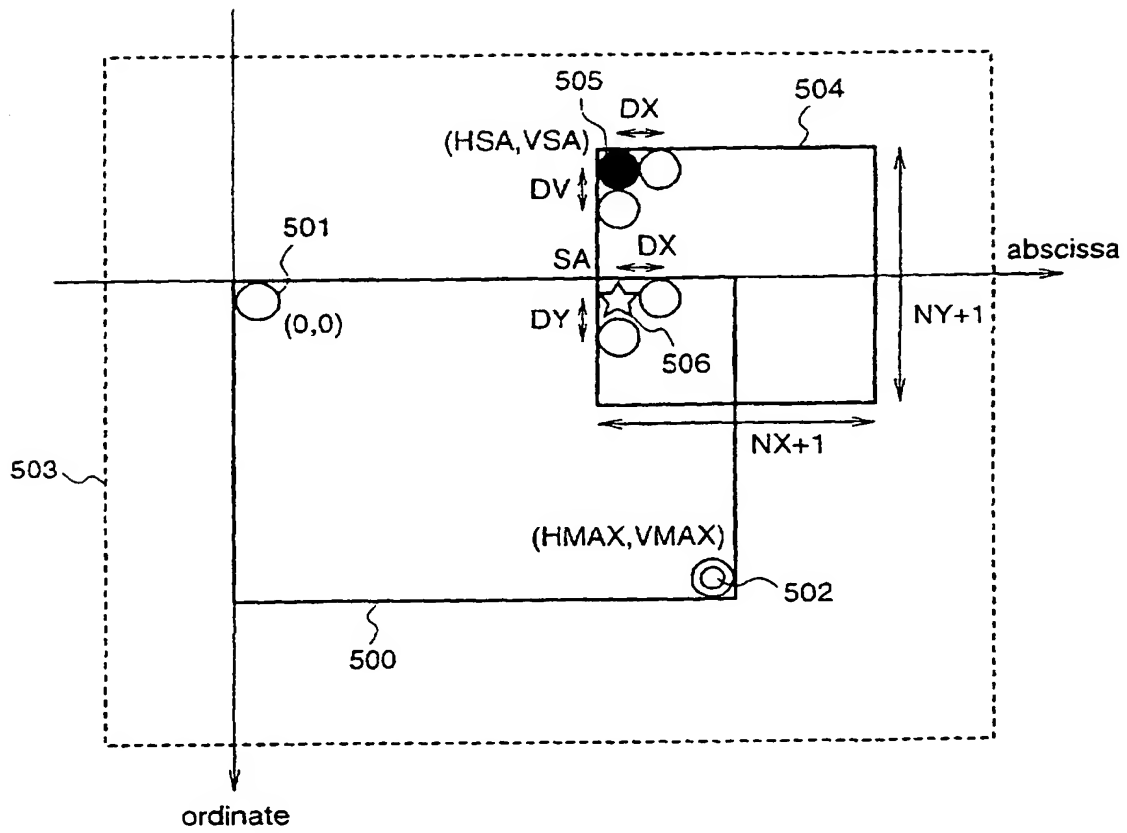 505
504
DX
(HSA,VSA)
DV
501
SA
DX
abscissa
(0,0)
DY
NY+1
506
NX+1
503
(HMAX,VMAX)
502
500
ordinate